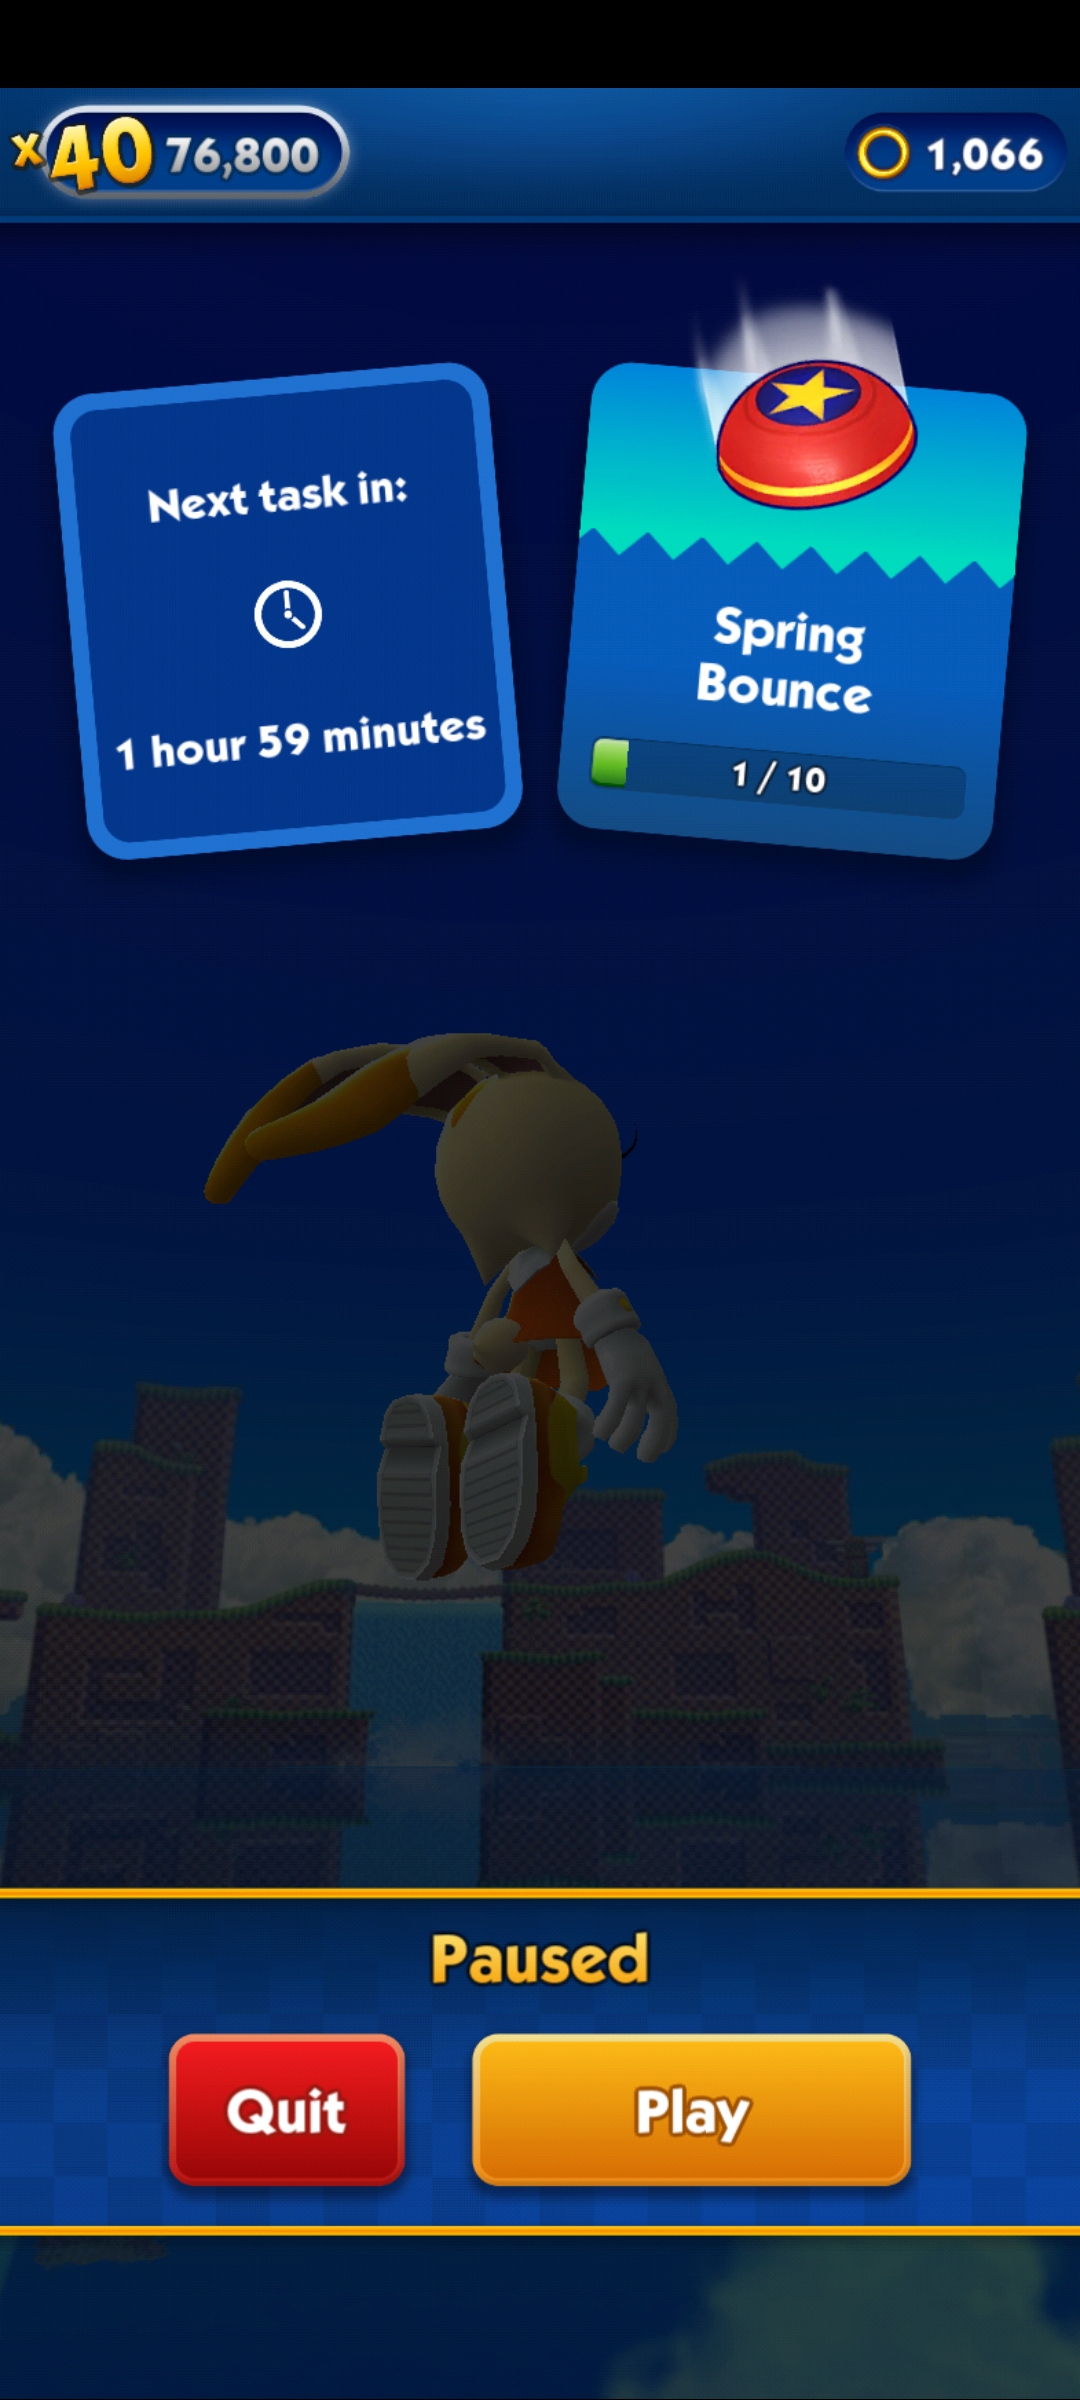 x40 76,800
1,066
Next task in:
1 hour 59 minutes
Spring
Bounce
1 / 10
Paused
Quit
Play